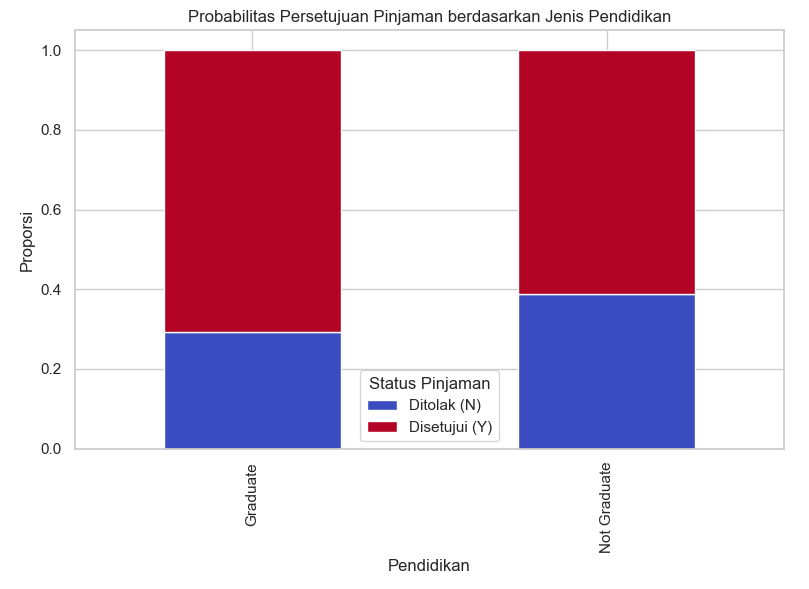 Probabilitas Persetujuan Pinjaman berdasarkan Jenis Pendidikan
Proporsi
1.0
0.8
0.6
0.4
0.2
0.0
Status Pinjaman
Ditolak (N)
Disetujui (Y)
Graduate
Not Graduate
Pendidikan